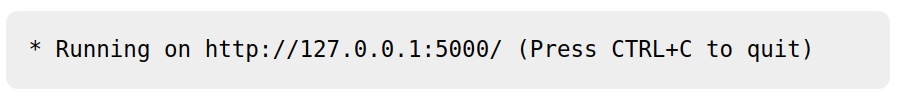 * Running on http://127.0.0.1:5000/ (Press CTRL+C to quit)